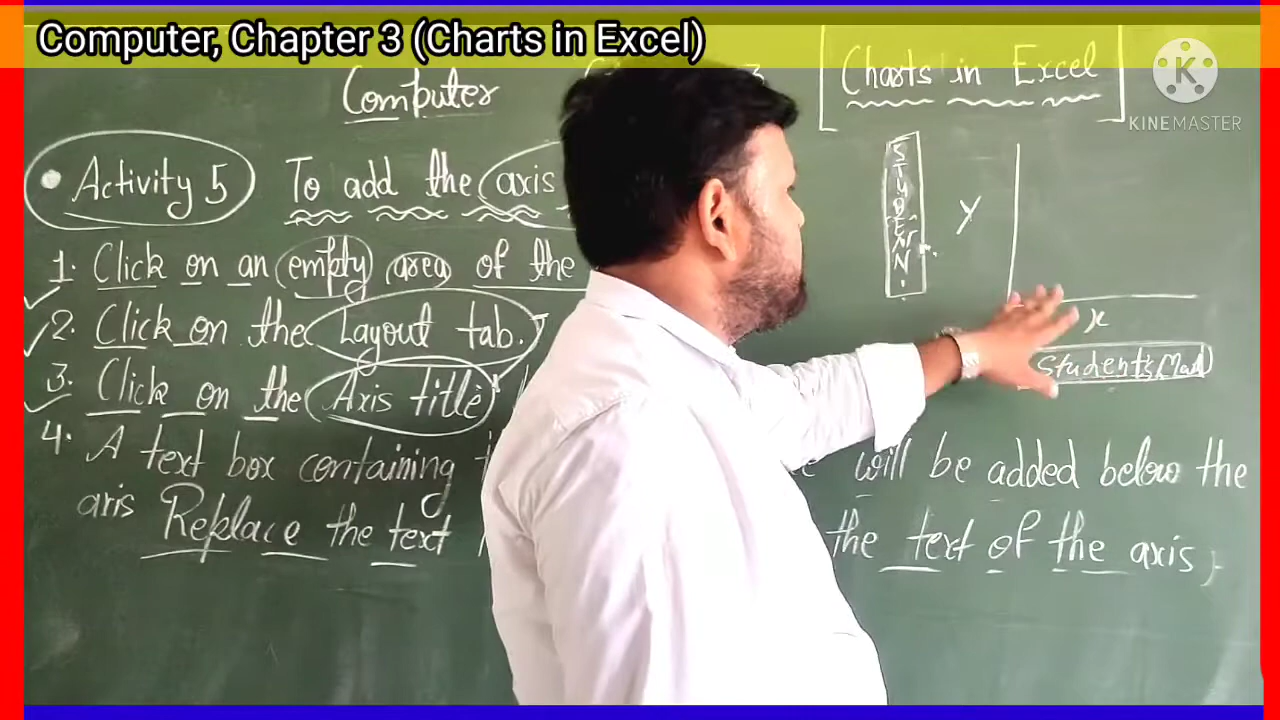 Computer, Chapter 3 (Charts in Excel)
Computer
3
Charts in Excel
KINEMASTER
Activity 5 To add the axis
1. Click on an empty area of the
2. Click on the Layout tab.
3. Click on the Axis title
4. A text box containing
will be added below the
axis Replace the text
the text of the axis
Y
x
Student's